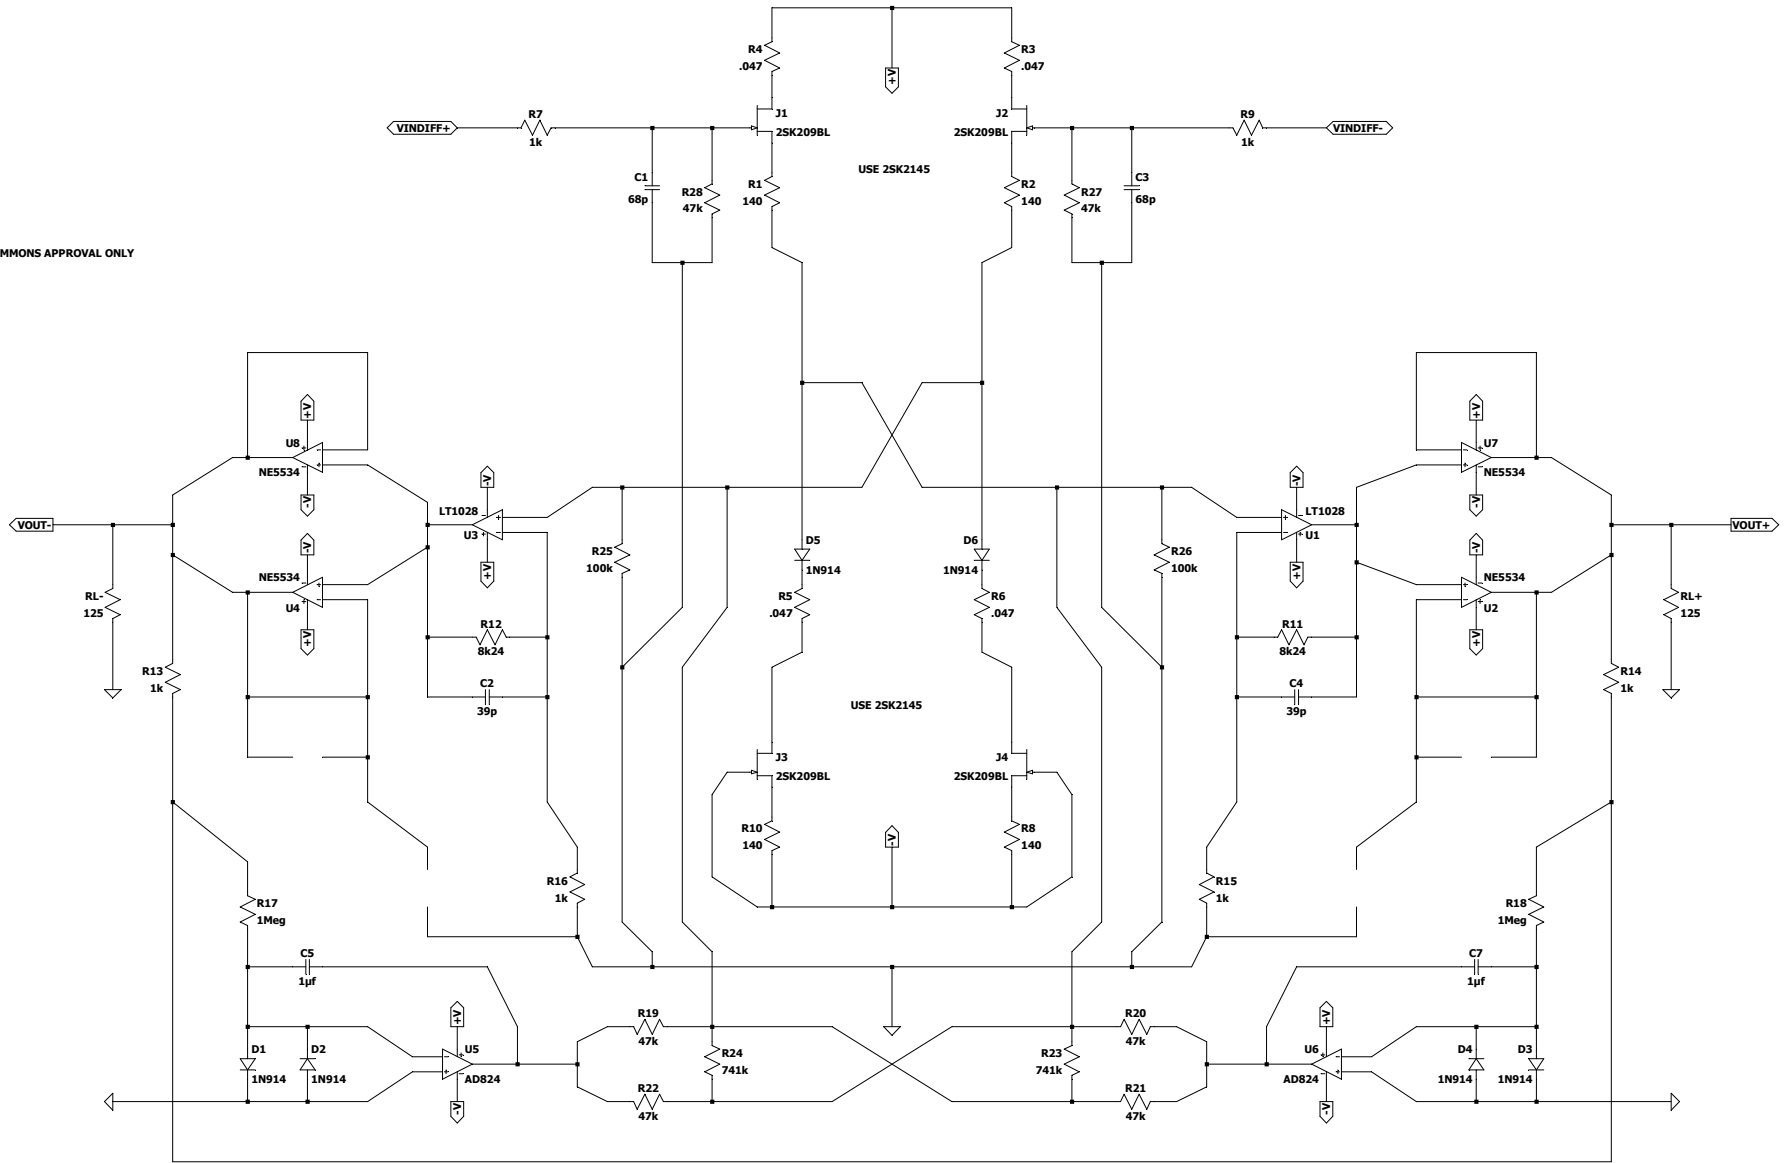 R4
.047
R3
.047
+V
J1
2SK209BL
J2
2SK209BL
VINDIFF+
R7
1k
R9
1k
VINDIFF-
USE 2SK2145
C1
68p
R28
47k
R1
140
R2
140
R27
47k
C3
68p
MMONS APPROVAL ONLY
+V
U8
NE5534
-V
+V
U7
NE5534
-V
VOUT-
-V
LT1028
U3
+V
-V
LT1028
U1
+V
VOUT+
R25
100k
D5
1N914
D6
1N914
R26
100k
-V
NE5534
U4
+V
-V
NE5534
U2
+V
RL-
125
R5
.047
R6
.047
RL+
125
R12
8k24
R11
8k24
R13
1k
C2
39p
C4
39p
R14
1k
USE 2SK2145
J3
2SK209BL
J4
2SK209BL
R10
140
-V
R8
140
R17
1Meg
R16
1k
R15
1k
R18
1Meg
C5
1µf
C7
1µf
+V
R19
47k
R20
47k
+V
D1
1N914
D2
1N914
U5
AD824
-V
R24
741k
R23
741k
U6
AD824
-V
D4
1N914
D3
1N914
R22
47k
R21
47k